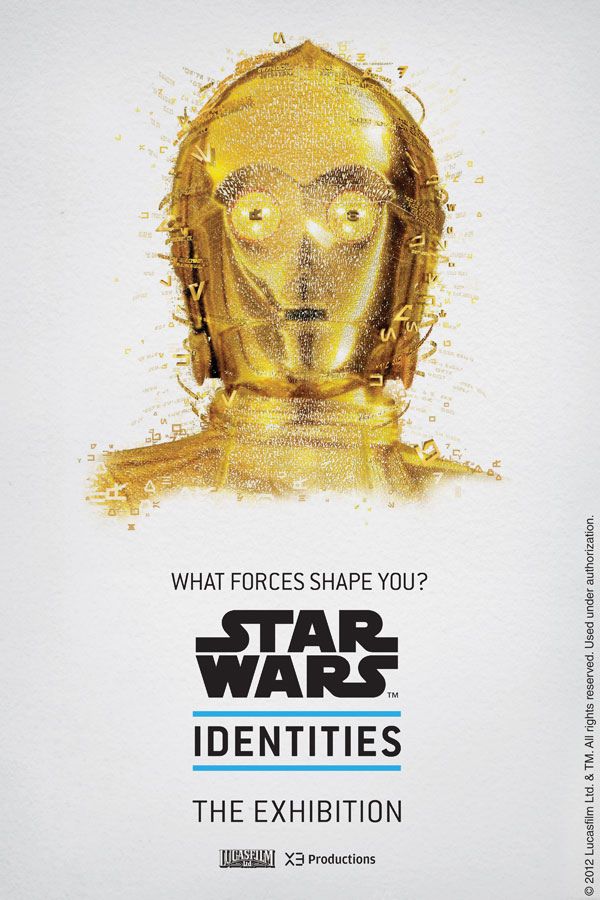 WHAT FORCES SHAPE YOU?
STAR
WARS
TM
IDENTITIES
THE EXHIBITION
LUCASFILM
Ltd
X3 Productions
© 2012 Lucasfilm Ltd. & TM. All rights reserved. Used under authorization.